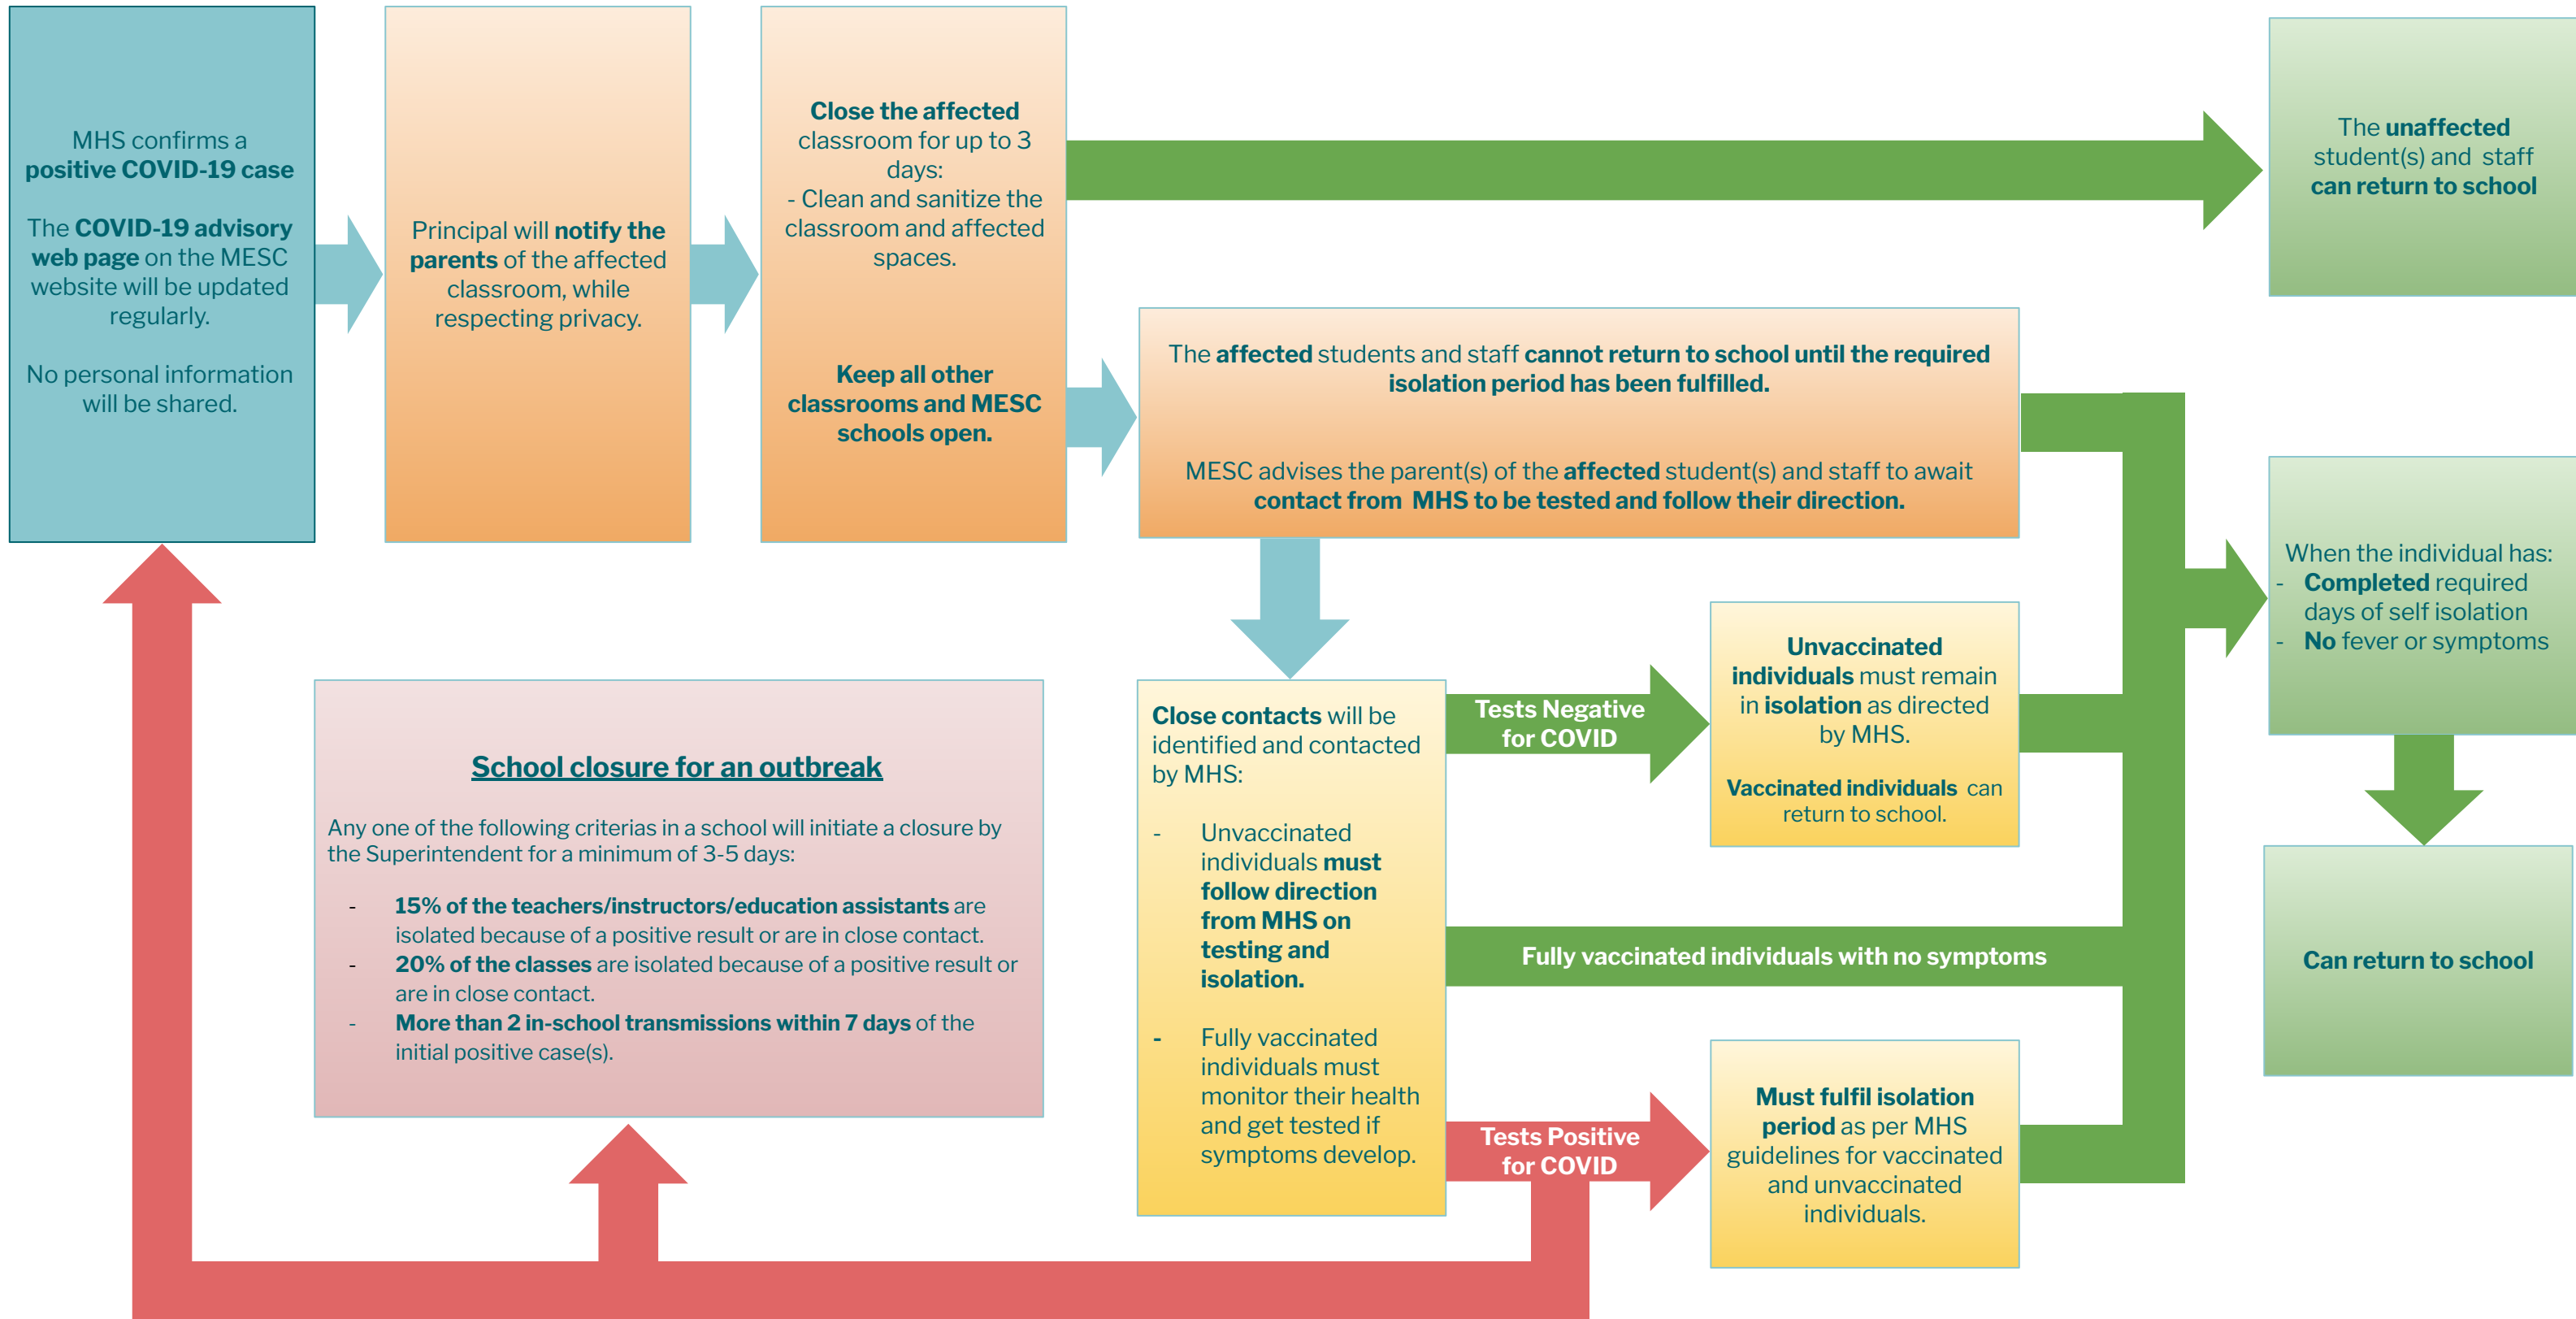 MHS confirms a
positive COVID-19 case
The COVID-19 advisory
web page on the MESC
website will be updated
regularly.
No personal information
will be shared.
Principal will notify the
parents of the affected
classroom, while
respecting privacy.
Close the affected
classroom for up to 3
days:
- Clean and sanitize the
classroom and affected
spaces.
Keep all other
classrooms and MESC
schools open.
The unaffected
student(s) and staff
can return to school
The affected students and staff cannot return to school until the required
isolation period has been fulfilled.
MESC advises the parent(s) of the affected student(s) and staff to await
contact from MHS to be tested and follow their direction.
When the individual has:
- Completed required
days of self isolation
- No fever or symptoms
Can return to school
School closure for an outbreak
Any one of the following criterias in a school will initiate a closure by
the Superintendent for a minimum of 3-5 days:
- 15% of the teachers/instructors/education assistants are
isolated because of a positive result or are in close contact.
- 20% of the classes are isolated because of a positive result or
are in close contact.
- More than 2 in-school transmissions within 7 days of the
initial positive case(s).
Close contacts will be
identified and contacted
by MHS:
- Unvaccinated
individuals must
follow direction
from MHS on
testing and
isolation.
- Fully vaccinated
individuals must
monitor their health
and get tested if
symptoms develop.
Tests Negative
for COVID
Unvaccinated
individuals must remain
in isolation as directed
by MHS.
Vaccinated individuals can
return to school.
Fully vaccinated individuals with no symptoms
Tests Positive
for COVID
Must fulfil isolation
period as per MHS
guidelines for vaccinated
and unvaccinated
individuals.